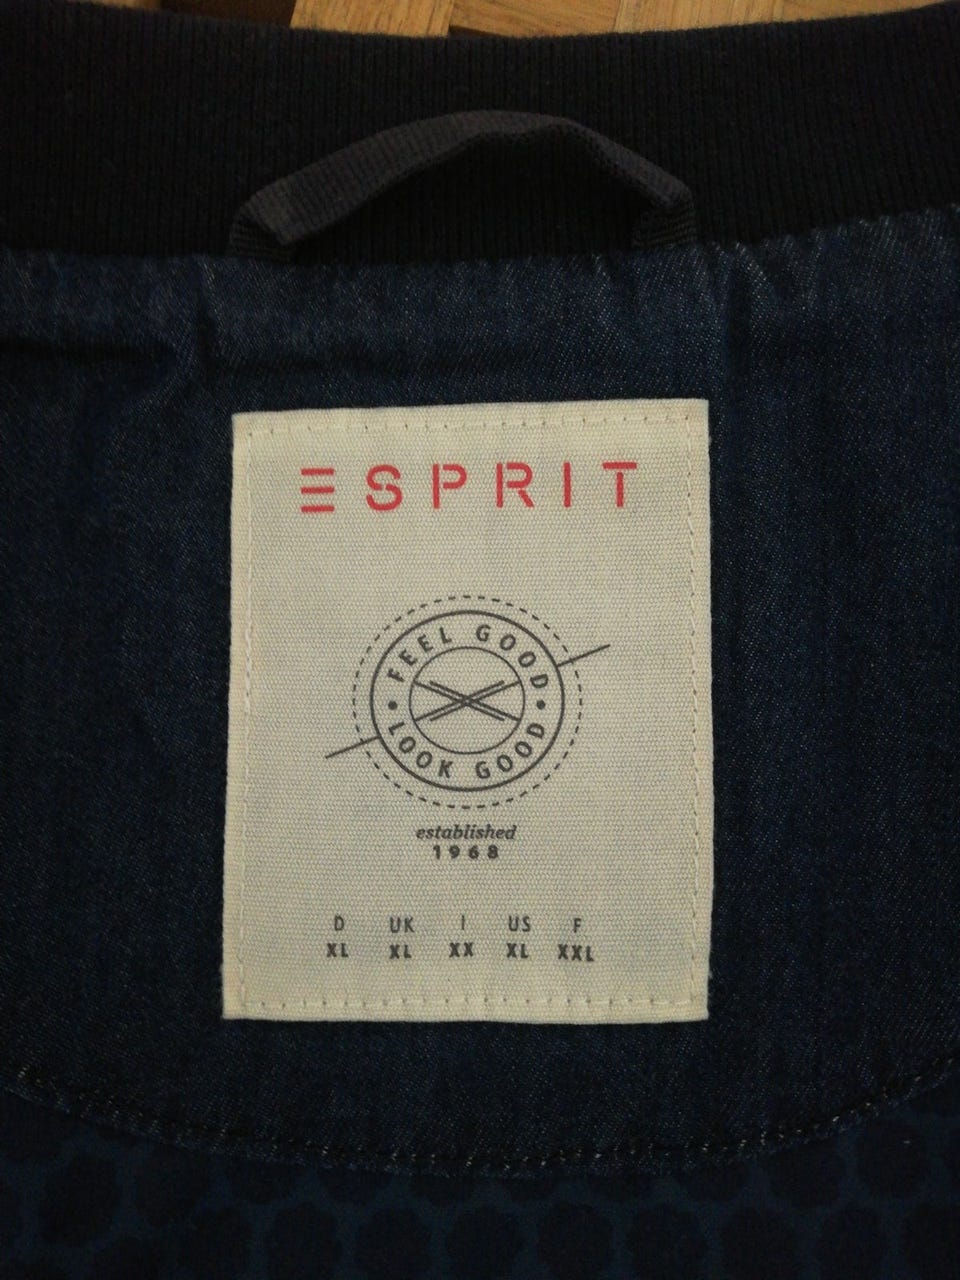 ESPRIT
FEEL GOOD
• LOOK GOOD •
established
1968
D UK I US F
XL XL XX XL XXL